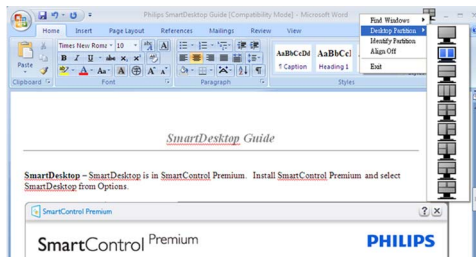 Philips SmartDesktop Guide [Compatibility Mode] - Microsoft Word
Home Insert Page Layout References Mailings Review View
Find Windows
Desktop Partition
Identify Partition
Align Off
Exit
Paste
Times New Roma 10
AaBbCcDd AaBbCcl
¶ Caption Heading 1
Clipboard Font Paragraph Styles
SmartDesktop Guide
SmartDesktop – SmartDesktop is in SmartControl Premium. Install SmartControl Premium and select
SmartDesktop from Options.
SmartControl Premium
SmartControl Premium
PHILIPS